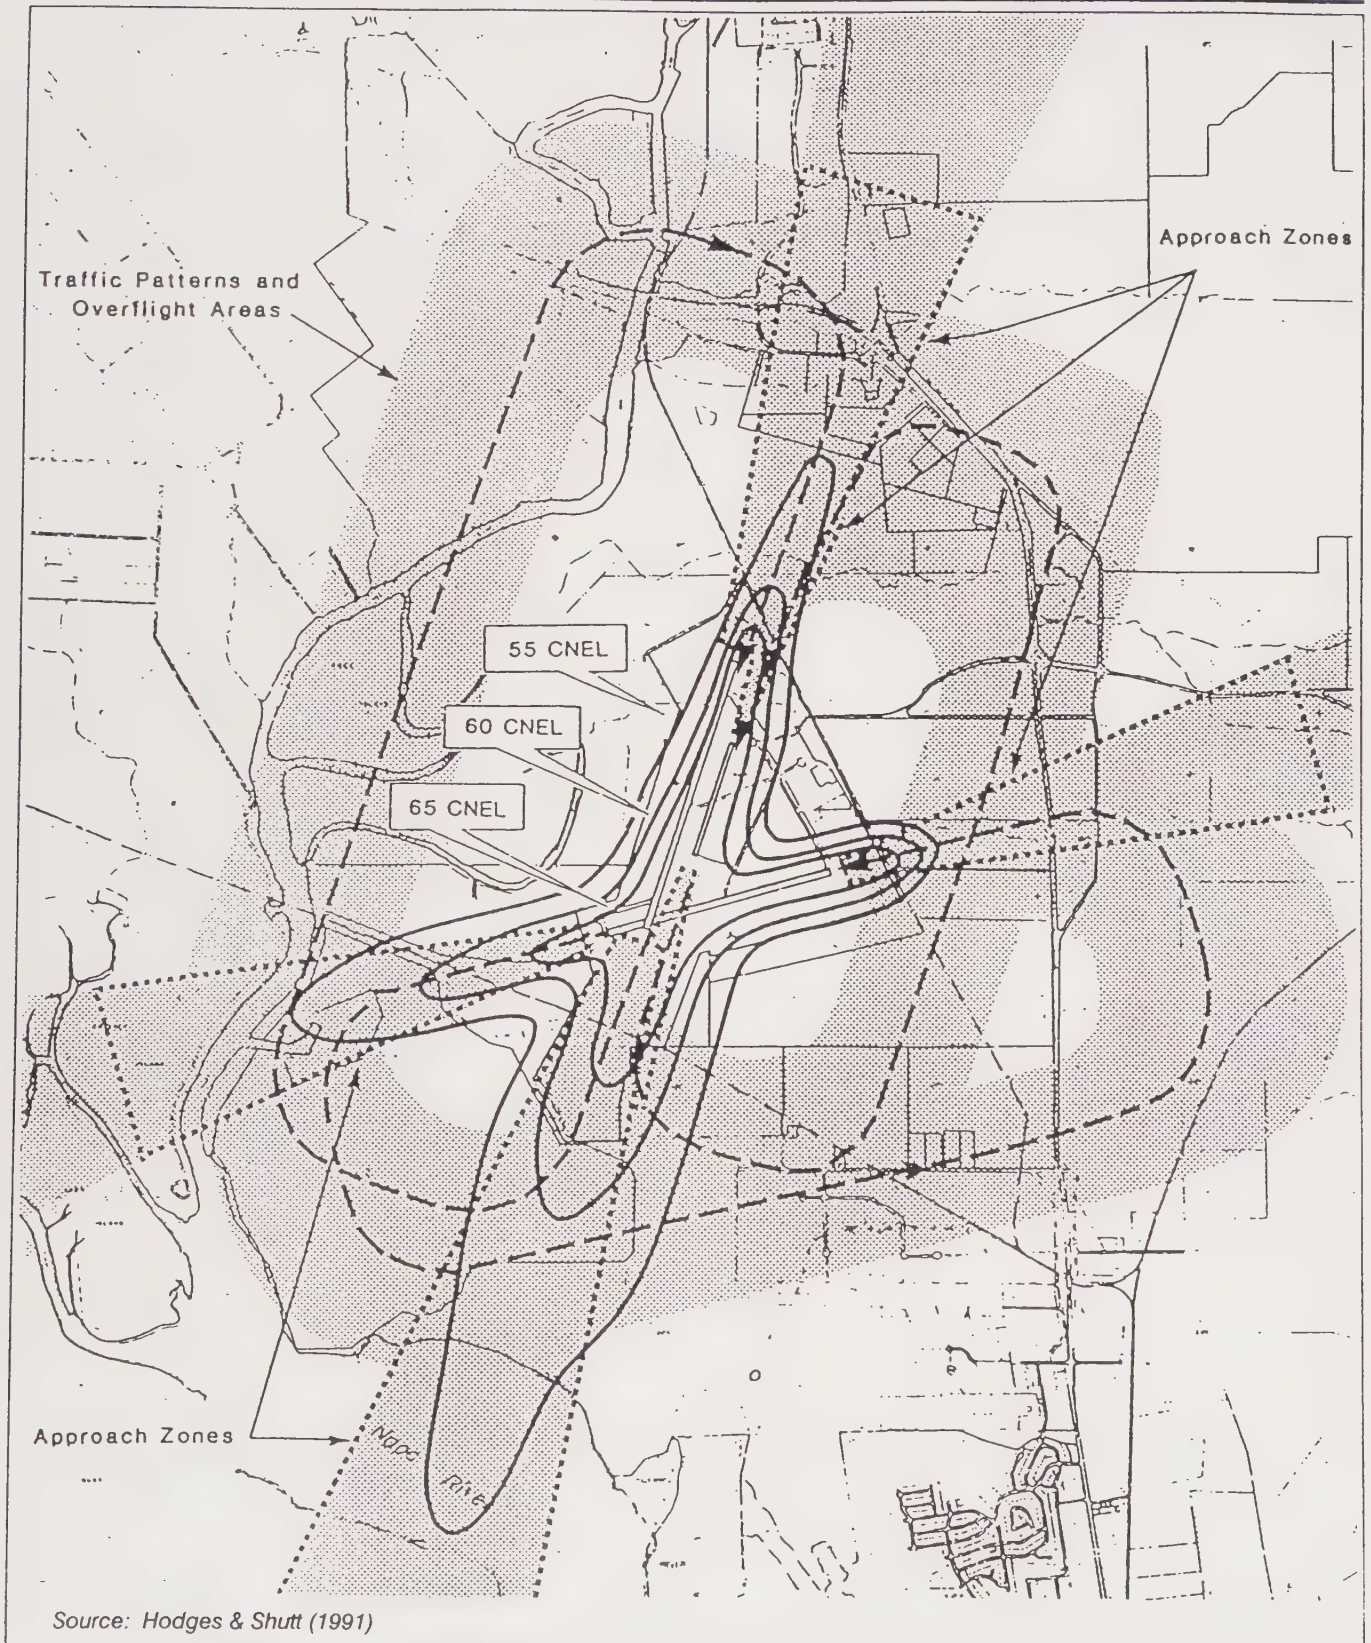 Approach Zones
Traffic Patterns and
Overflight Areas
55 CNEL
60 CNEL
65 CNEL
Approach Zones
Napa
River
Source: Hodges & Shutt (1991)